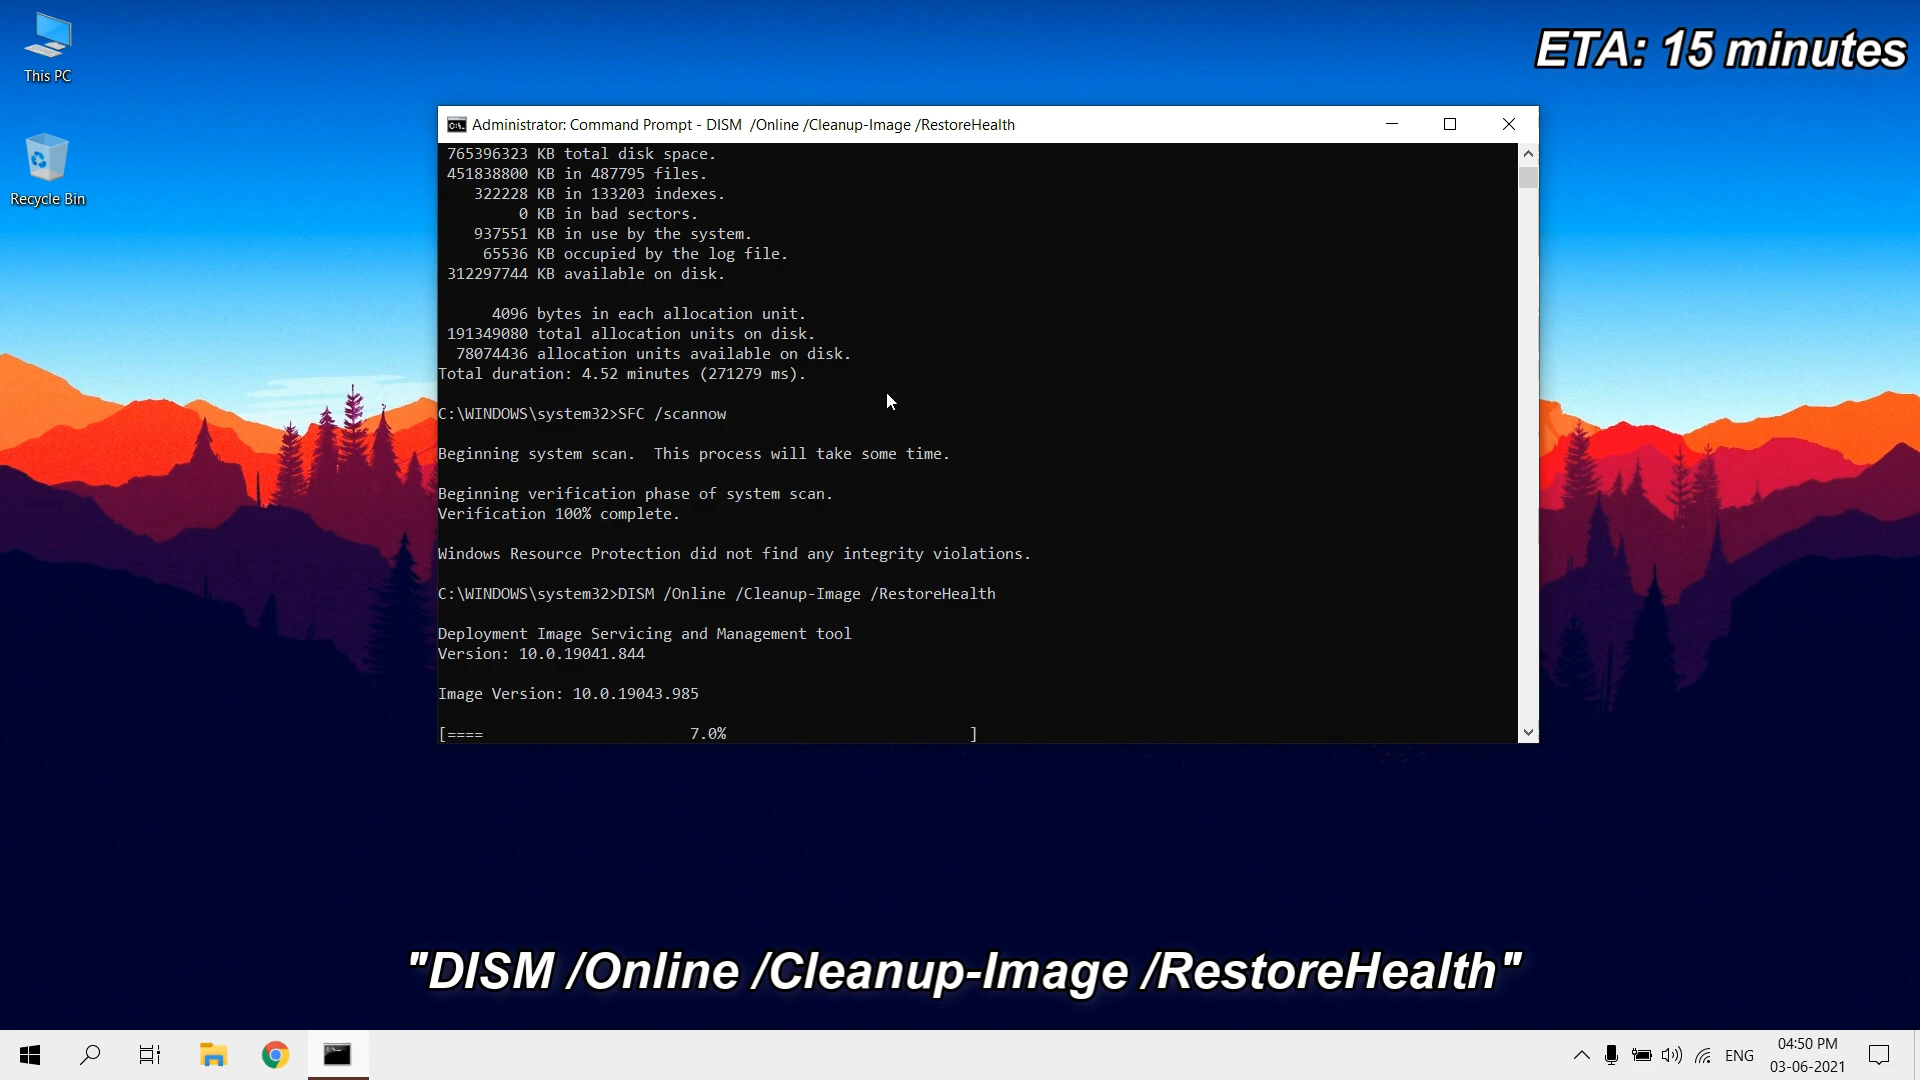 This PC
Recycle Bin
ETA: 15 minutes
Administrator: Command Prompt - DISM  /Online /Cleanup-Image /RestoreHealth
765396323 KB total disk space.
451838800 KB in 487795 files.
322228 KB in 133203 indexes.
0 KB in bad sectors.
937551 KB in use by the system.
65536 KB occupied by the log file.
312297744 KB available on disk.
4096 bytes in each allocation unit.
191349080 total allocation units on disk.
78074436 allocation units available on disk.
Total duration: 4.52 minutes (271279 ms).
C:\WINDOWS\system32>SFC /scannow
Beginning system scan.  This process will take some time.
Beginning verification phase of system scan.
Verification 100% complete.
Windows Resource Protection did not find any integrity violations.
C:\WINDOWS\system32>DISM /Online /Cleanup-Image /RestoreHealth
Deployment Image Servicing and Management tool
Version: 10.0.19041.844
Image Version: 10.0.19043.985
[====                       7.0%                           ]
"DISM /Online /Cleanup-Image /RestoreHealth"
ENG
04:50 PM
03-06-2021